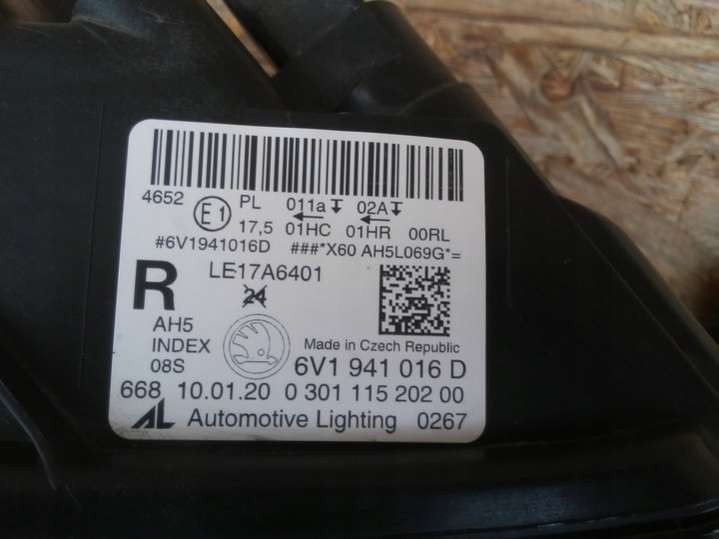 4652 E1 PL 011a 02A
17,5 01HC 01HR 00RL
#6V1941016D ###*X60 AH5L069G*=
R LE17A6401
24
AH5
INDEX Made in Czech Republic
08S 6V1 941 016 D
668 10.01.20 0 301 115 202 00
AL Automotive Lighting 0267